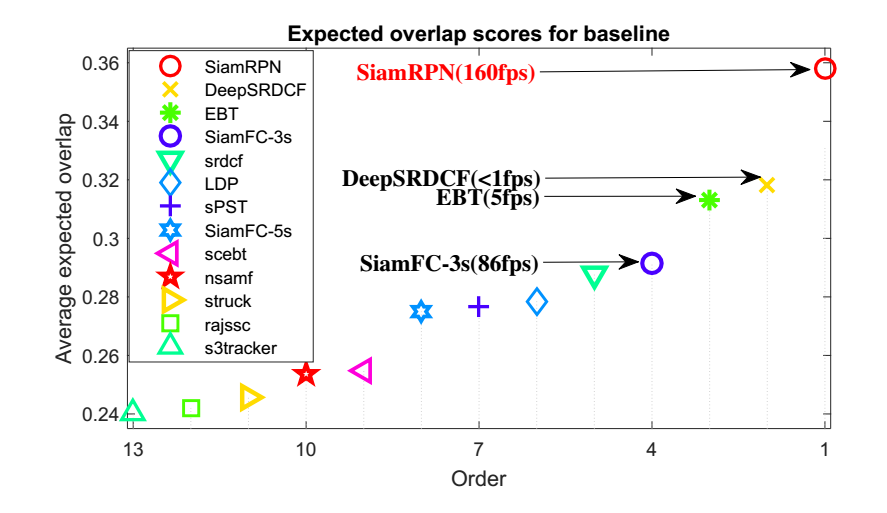 Expected overlap scores for baseline
0.36
0.34
0.32
0.3
0.28
0.26
0.24
Average expected overlap
SiamRPN
DeepSRDCF
EBT
SiamFC-3s
srdcf
LDP
sPST
SiamFC-5s
scebt
nsamf
struck
rajssc
s3tracker
SiamRPN(160fps)
DeepSRDCF(<1fps)
EBT(5fps)
SiamFC-3s(86fps)
13 10 7 4 1
Order